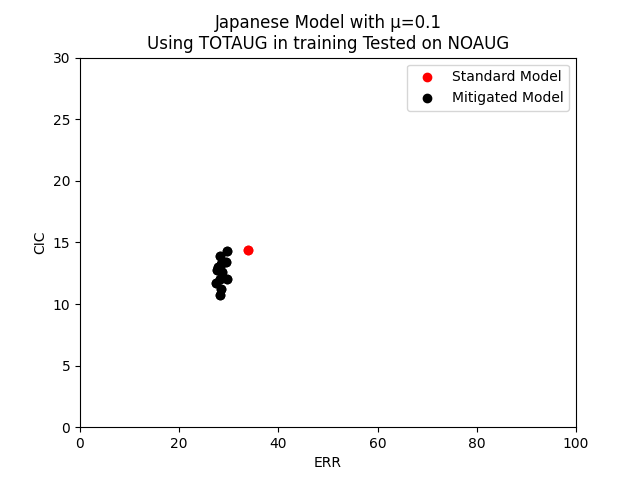 Japanese Model with μ=0.1
Using TOTAUG in training Tested on NOAUG
Standard Model
Mitigated Model
30
25
20
15
10
5
0
CIC
0 20 40 60 80 100
ERR